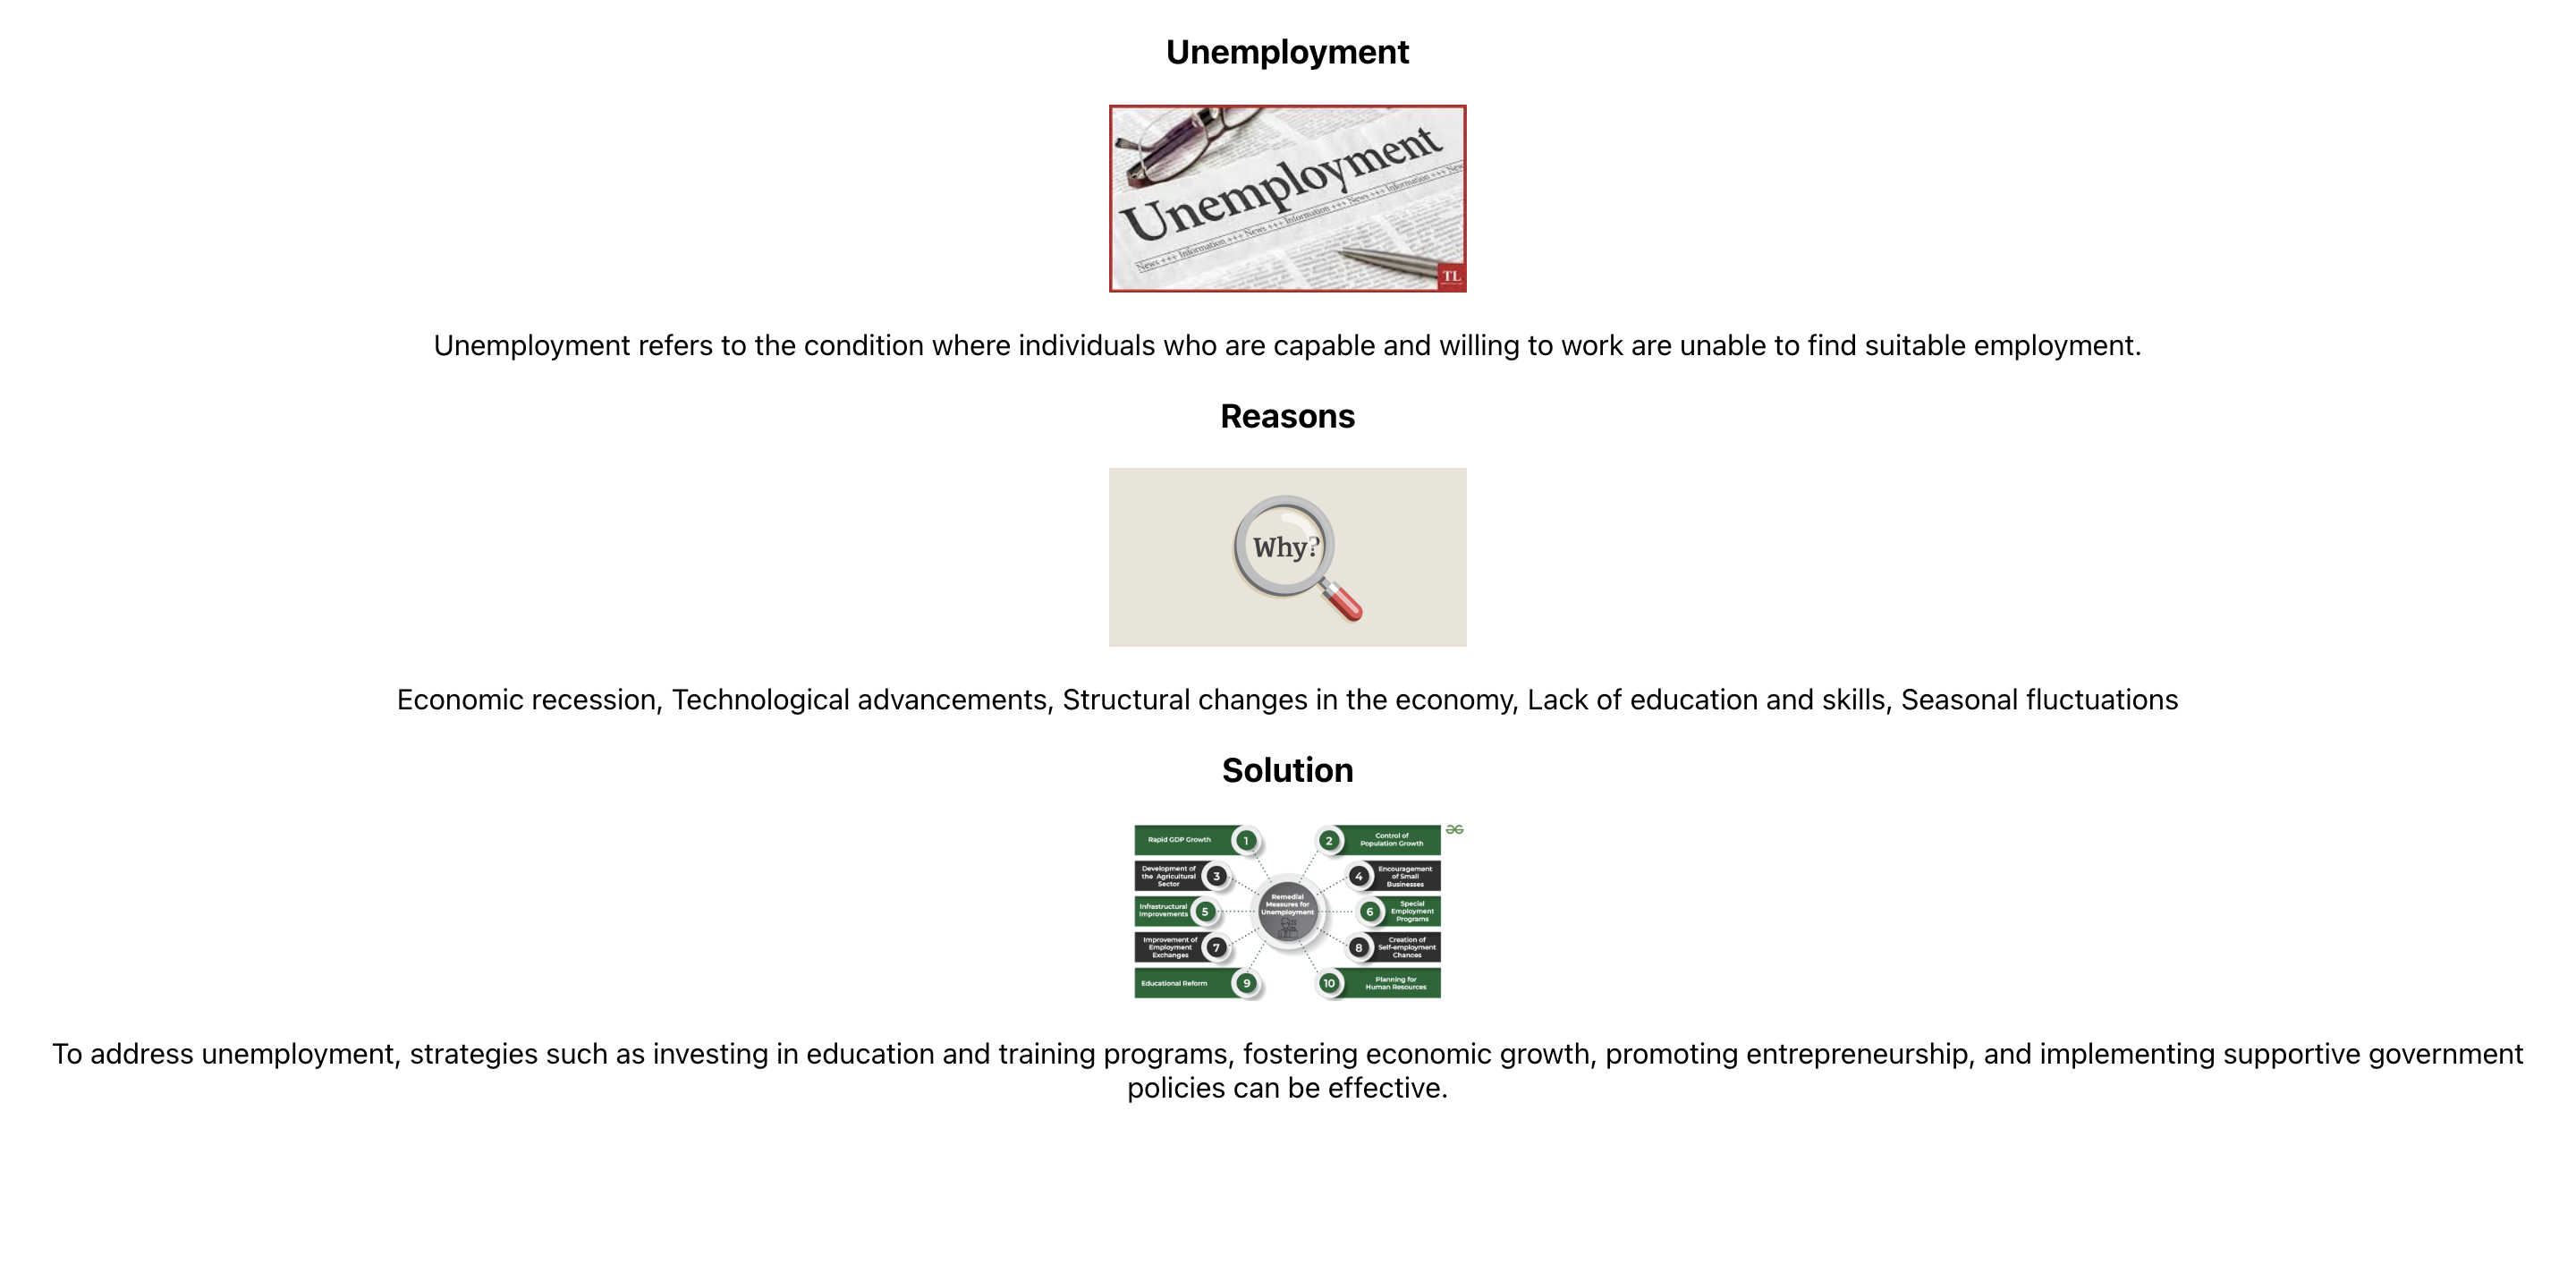 Unemployment
Unemployment
News +++ Information +++ News +++ Information +++ News +++ Information +++ News
TL
Unemployment refers to the condition where individuals who are capable and willing to work are unable to find suitable employment.
Reasons
Why?
Economic recession, Technological advancements, Structural changes in the economy, Lack of education and skills, Seasonal fluctuations
Solution
Rapid GDP Growth
1
2
Control of
Population Growth
Development of
the Agricultural
Sector
3
4
Encouragement
of Small
Businesses
Remedial
Measures for
Unemployment
Infrastructural
Improvements
5
6
Special
Employment
Programs
Improvement of
Employment
Exchanges
7
8
Creation of
Self-employment
Chances
Educational Reform
9
10
Planning for
Human Resources
To address unemployment, strategies such as investing in education and training programs, fostering economic growth, promoting entrepreneurship, and implementing supportive government
policies can be effective.